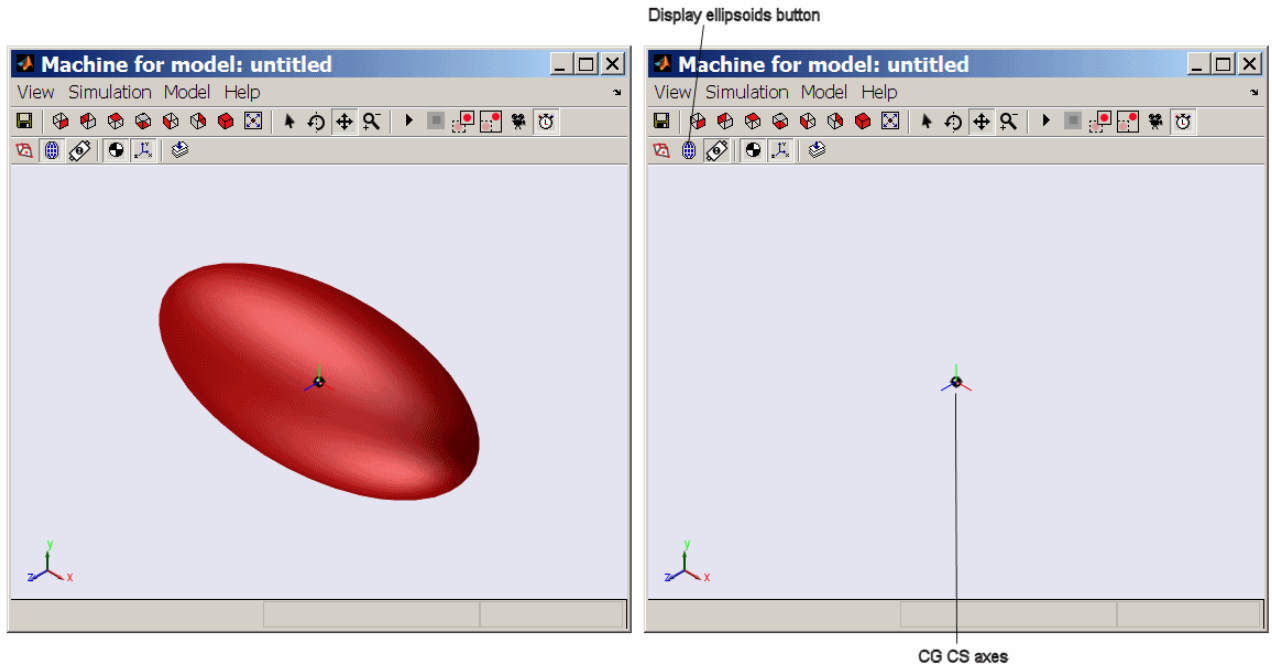 Display ellipsoids button
Machine for model: untitled
View Simulation Model Help
y
z x
Machine for model: untitled
View Simulation Model Help
y
z x
CG CS axes